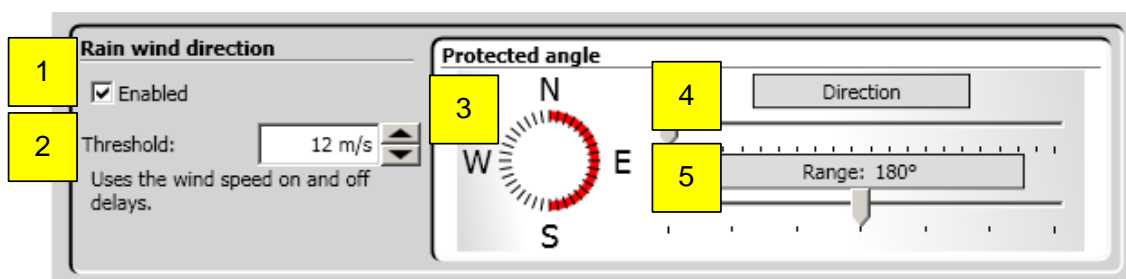 Rain wind direction
1
Enabled
2
Threshold:
12 m/s
Uses the wind speed on and off
delays.
Protected angle
3
N
W
E
S
4
Direction
5
Range: 180°